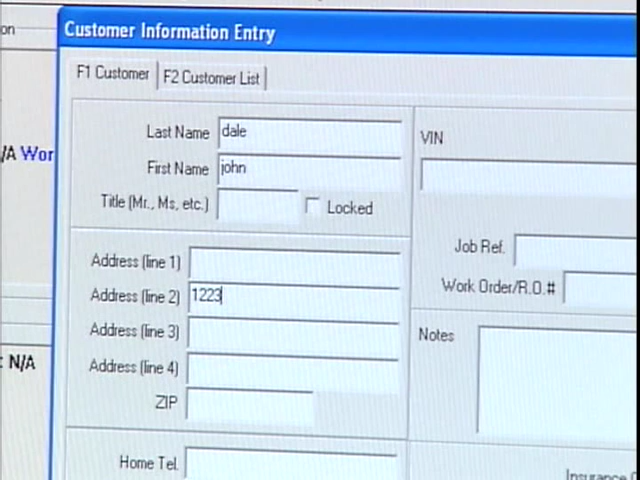 on
Customer Information Entry
F1 Customer
F2 Customer List
Last Name dale
First Name john
Title (Mr., Ms, etc.)
Locked
/A Wor
Address (line 1)
Address (line 2) 1223
Address (line 3)
Address (line 4)
ZIP
: N/A
Home Tel.
VIN
Job Ref.
Work Order/R.O.#
Notes
Insurance